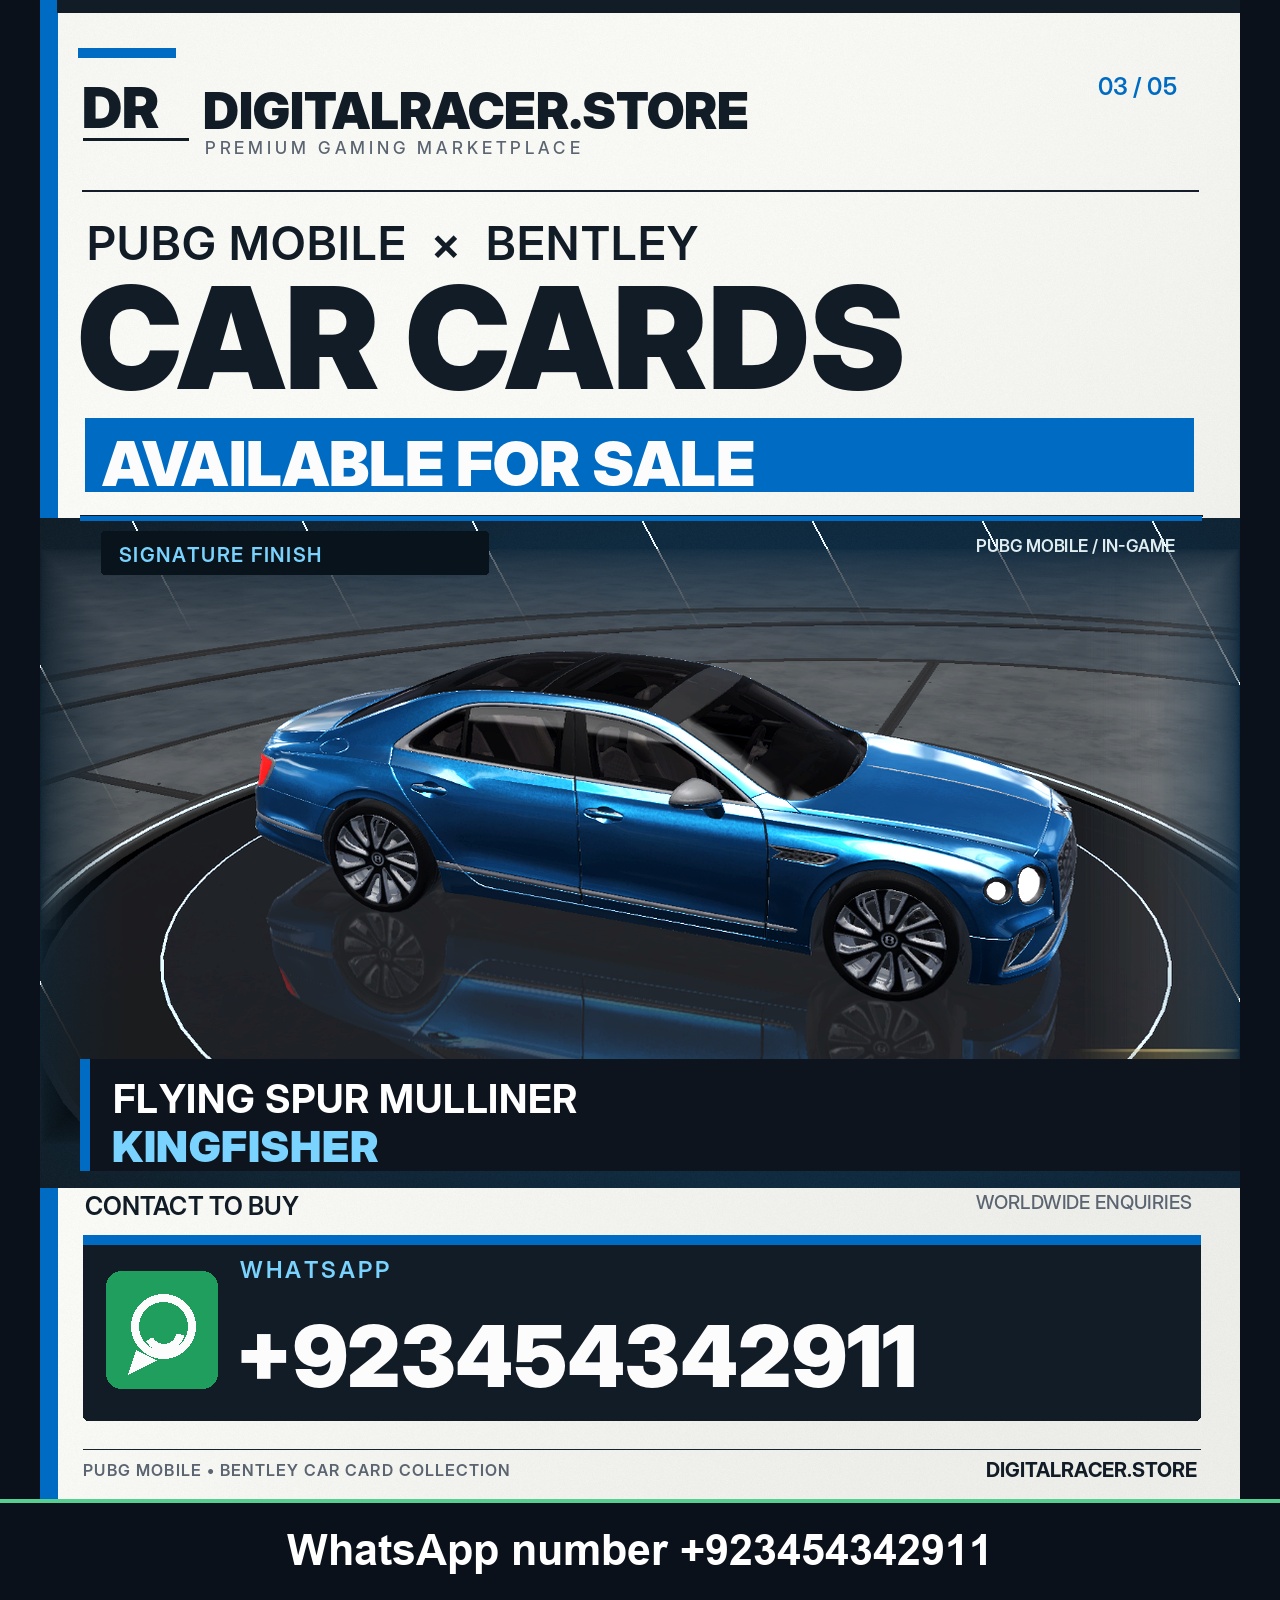 DR
DIGITALRACER.STORE
PREMIUM GAMING MARKETPLACE
03 / 05
PUBG MOBILE × BENTLEY
CAR CARDS
AVAILABLE FOR SALE
SIGNATURE FINISH
PUBG MOBILE / IN-GAME
FLYING SPUR MULLINER
KINGFISHER
CONTACT TO BUY
WORLDWIDE ENQUIRIES
WHATSAPP
+923454342911
PUBG MOBILE • BENTLEY CAR CARD COLLECTION
DIGITALRACER.STORE
WhatsApp number +923454342911